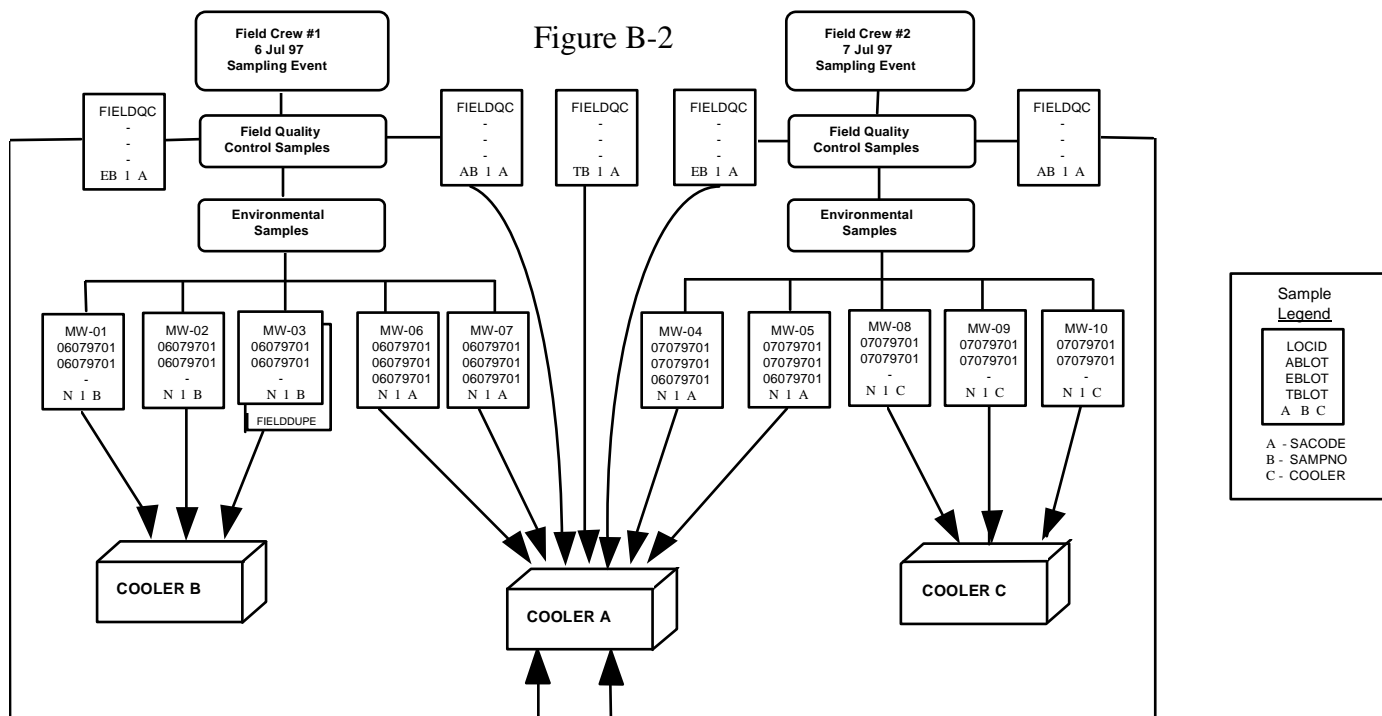 Figure B-2
Field Crew #1
6 Jul 97
Sampling Event
Field Crew #2
7 Jul 97
Sampling Event
FIELDQC
-
-
-
EB 1 A
Field Quality
Control Samples
FIELDQC
-
-
-
AB 1 A
FIELDQC
-
-
-
TB 1 A
FIELDQC
-
-
-
EB 1 A
Field Quality
Control Samples
FIELDQC
-
-
-
AB 1 A
Environmental
Samples
Environmental
Samples
MW-01
06079701
06079701
-
N 1 B
MW-02
06079701
06079701
-
N 1 B
MW-03
06079701
06079701
-
N 1 B
FIELDDUPE
MW-06
06079701
06079701
06079701
N 1 A
MW-07
06079701
06079701
06079701
N 1 A
MW-04
07079701
07079701
06079701
N 1 A
MW-05
07079701
07079701
06079701
N 1 A
MW-08
07079701
07079701
-
N 1 C
MW-09
07079701
07079701
-
N 1 C
MW-10
07079701
07079701
-
N 1 C
COOLER B
COOLER A
COOLER C
Sample
Legend
LOCID
ABLOT
EBLOT
TBLOT
A B C
A - SACODE
B - SAMPNO
C - COOLER